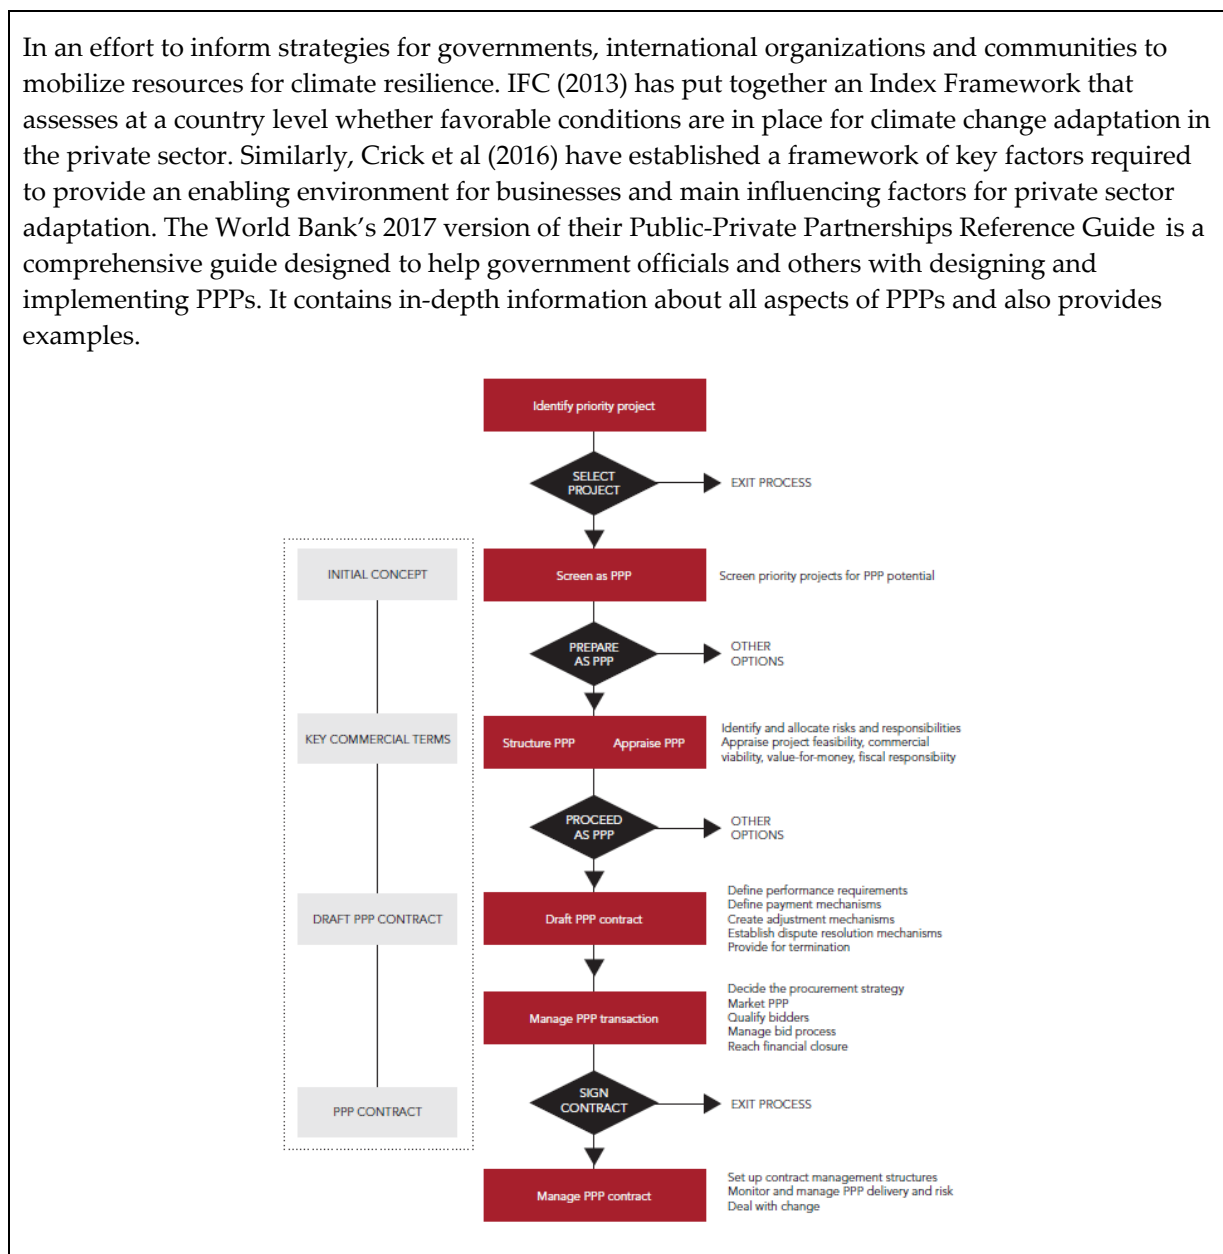 In an effort to inform strategies for governments, international organizations and communities to
mobilize resources for climate resilience. IFC (2013) has put together an Index Framework that
assesses at a country level whether favorable conditions are in place for climate change adaptation in
the private sector. Similarly, Crick et al (2016) have established a framework of key factors required
to provide an enabling environment for businesses and main influencing factors for private sector
adaptation. The World Bank’s 2017 version of their Public-Private Partnerships Reference Guide is a
comprehensive guide designed to help government officials and others with designing and
implementing PPPs. It contains in-depth information about all aspects of PPPs and also provides
examples.
Identify priority project
SELECT
PROJECT
EXIT PROCESS
INITIAL CONCEPT
Screen as PPP
Screen priority projects for PPP potential
PREPARE
AS PPP
OTHER
OPTIONS
KEY COMMERCIAL TERMS
Structure PPP
Appraise PPP
Identify and allocate risks and responsibilities
Appraise project feasibility, commercial
viability, value-for-money, fiscal responsibiity
PROCEED
AS PPP
OTHER
OPTIONS
DRAFT PPP CONTRACT
Draft PPP contract
Define performance requirements
Define payment mechanisms
Create adjustment mechanisms
Establish dispute resolution mechanisms
Provide for termination
Manage PPP transaction
Decide the procurement strategy
Market PPP
Qualify bidders
Manage bid process
Reach financial closure
SIGN
CONTRACT
EXIT PROCESS
PPP CONTRACT
Manage PPP contract
Set up contract management structures
Monitor and manage PPP delivery and risk
Deal with change